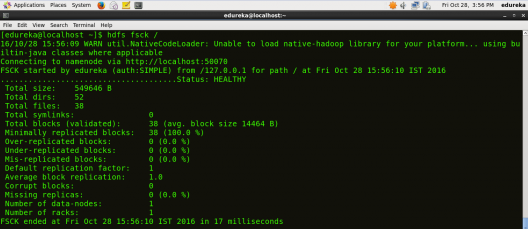 Applications Places System
Fri Oct 28, 3:56 PM edureka
edureka@localhost:~
File Edit View Search Terminal Help
[edureka@localhost ~]$ hdfs fsck /
16/10/28 15:56:09 WARN util.NativeCodeLoader: Unable to load native-hadoop library for your platform... using bu
iltin-java classes where applicable
Connecting to namenode via http://localhost:50070
FSCK started by edureka (auth:SIMPLE) from /127.0.0.1 for path / at Fri Oct 28 15:56:10 IST 2016
......................................Status: HEALTHY
Total size: 549646 B
Total dirs: 52
Total files: 38
Total symlinks: 0
Total blocks (validated): 38 (avg. block size 14464 B)
Minimally replicated blocks: 38 (100.0 %)
Over-replicated blocks: 0 (0.0 %)
Under-replicated blocks: 0 (0.0 %)
Mis-replicated blocks: 0 (0.0 %)
Default replication factor: 1
Average block replication: 1.0
Corrupt blocks: 0
Missing replicas: 0 (0.0 %)
Number of data-nodes: 1
Number of racks: 1
FSCK ended at Fri Oct 28 15:56:10 IST 2016 in 17 milliseconds